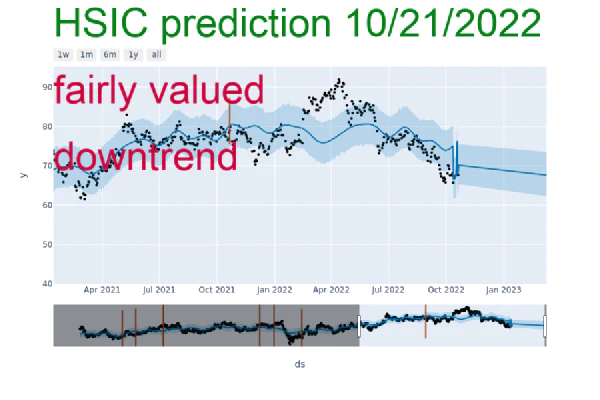 HSIC prediction 10/21/2022
1w 1m 6m 1y all
fairly valued
downtrend
90
80
70
60
50
40
y
Apr 2021 Jul 2021 Oct 2021 Jan 2022 Apr 2022 Jul 2022 Oct 2022 Jan 2023
ds